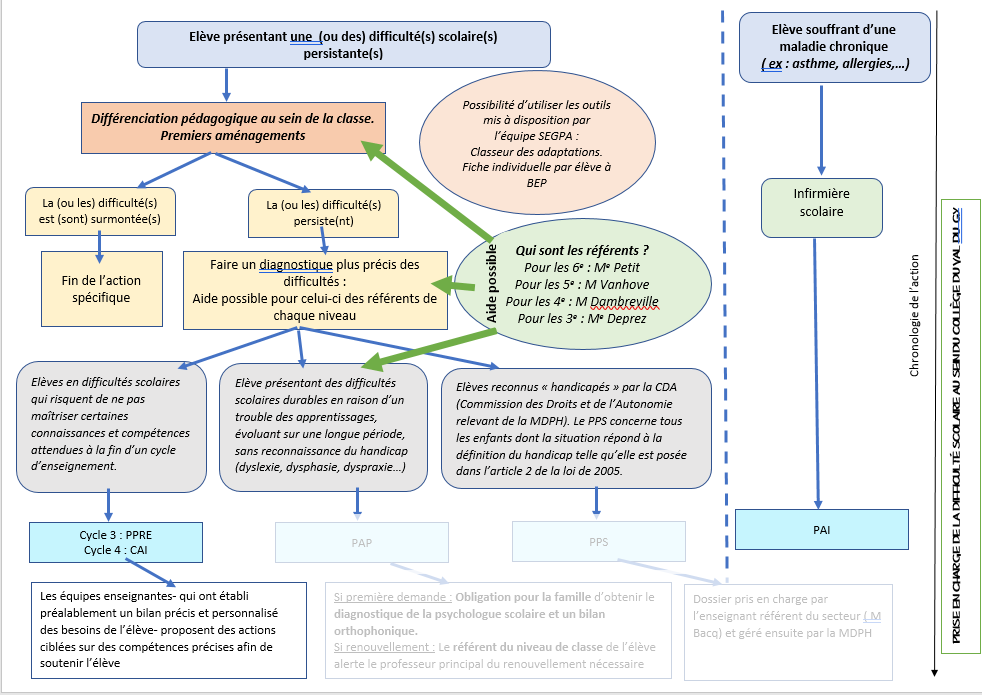 Elève présentant une  (ou des) difficulté(s) scolaire(s)
persistante(s)
Elève souffrant d’une
maladie chronique
( ex : asthme, allergies,…)
Différenciation pédagogique au sein de la classe.
Premiers aménagements
Possibilité d’utiliser les outils
mis à disposition par
l’équipe SEGPA :
Classeur des adaptations.
Fiche individuelle par élève à
BEP
La (ou les) difficulté(s)
est (sont) surmontée(s)
La (ou les) difficulté(s)
persiste(nt)
Infirmière
scolaire
Fin de l’action
spécifique
Faire un diagnostique plus précis des
difficultés :
Aide possible pour celui-ci des référents de
chaque niveau
Aide possible
Qui sont les référents ?
Pour les 6e : Me Petit
Pour les 5e : M Vanhove
Pour les 4e : M Dambreville
Pour les 3e : Me Deprez
Elèves en difficultés scolaires
qui risquent de ne pas
maîtriser certaines
connaissances et compétences
attendues à la fin d’un cycle
d’enseignement.
Elève présentant des difficultés
scolaires durables en raison d’un
trouble des apprentissages,
évoluant sur une longue période,
sans reconnaissance du handicap
(dyslexie, dysphasie, dyspraxie…)
Elèves reconnus « handicapés » par la CDA
(Commission des Droits et de l’Autonomie
relevant de la MDPH). Le PPS concerne tous
les enfants dont la situation répond à la
définition du handicap telle qu’elle est posée
dans l’article 2 de la loi de 2005.
Cycle 3 : PPRE
Cycle 4 : CAI
PAP
PPS
PAI
Les équipes enseignantes- qui ont établi
préalablement un bilan précis et personnalisé
des besoins de l’élève- proposent des actions
ciblées sur des compétences précises afin de
soutenir l’élève
Si première demande : Obligation pour la famille d’obtenir le
diagnostique de la psychologue scolaire et un bilan
orthophonique.
Si renouvellement : Le référent du niveau de classe de l’élève
alerte le professeur principal du renouvellement nécessaire
Dossier pris en charge par
l’enseignant référent du secteur ( M
Bacq) et géré ensuite par la MDPH
Chronologie de l’action
PRISE EN CHARGE DE LA DIFFICULTÉ SCOLAIRE AU SEIN DU COLLÈGE DU VAL DU GY